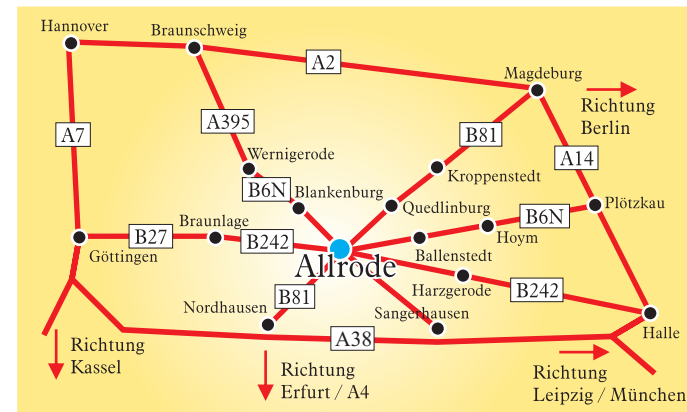 Hannover
Braunschweig
A2
Magdeburg
Richtung
Berlin
A7
A395
B81
A14
Wernigerode
Kroppenstedt
B6N
Blankenburg
Quedlinburg
B6N
Plötzkau
Göttingen
B27
Braunlage
B242
Hoym
Ballenstedt
Allrode
Harzgerode
B242
B81
Nordhausen
Sangerhausen
Halle
A38
Richtung
Kassel
Richtung
Erfurt / A4
Richtung
Leipzig / München